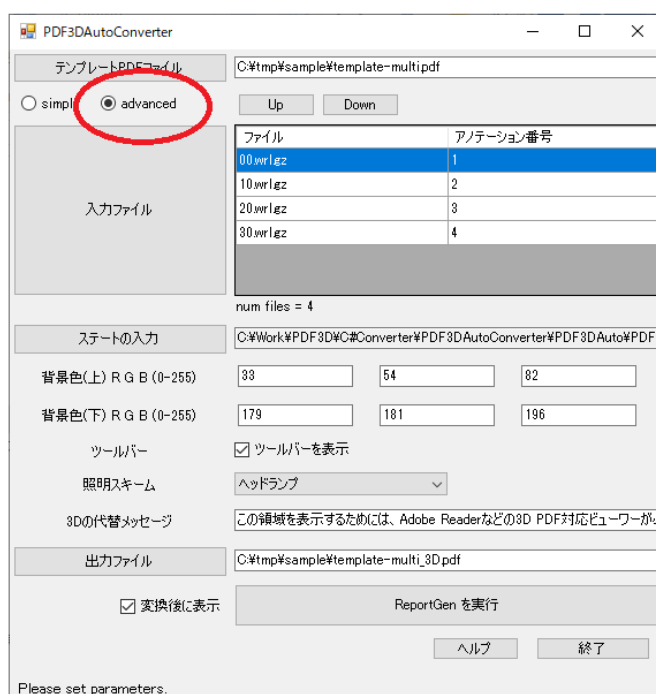 PDF3DAutoConverter
テンプレートPDFファイル C:¥tmp¥sample¥template-multi.pdf
simpl advanced Up Down
ファイル アノテーション番号
00.wrl.gz 1
10.wrl.gz 2
20.wrl.gz 3
30.wrl.gz 4
入力ファイル
num files = 4
ステートの入力 C:¥Work¥PDF3D¥C#Converter¥PDF3DAutoConverter¥PDF3DAuto¥PDF
背景色(上) R G B (0-255) 33 54 82
背景色(下) R G B (0-255) 179 181 196
ツールバー ツールバーを表示
照明スキーム ヘッドランプ
3Dの代替メッセージ この領域を表示するためには、Adobe Readerなどの3D PDF対応ビューワーが
出力ファイル C:¥tmp¥sample¥template-multi_3D.pdf
変換後に表示 ReportGen を実行
ヘルプ 終了
Please set parameters.